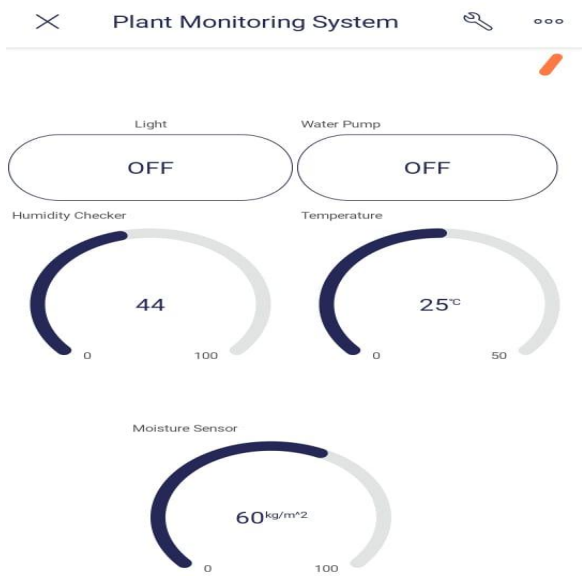 Plant Monitoring System
Light
Water Pump
OFF
OFF
Humidity Checker
Temperature
44
25°C
0
100
0
50
Moisture Sensor
60kg/m^2
0
100